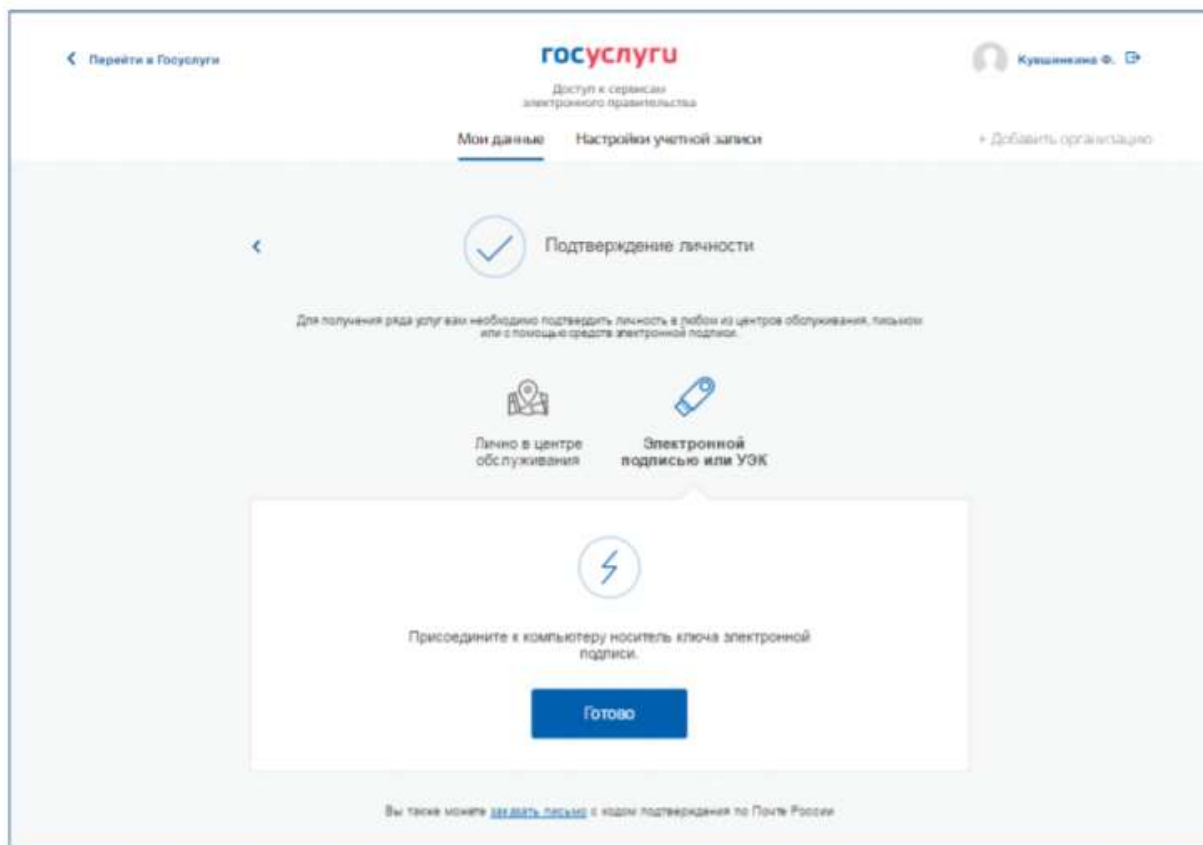 Перейти в Госуслуги
госуслуги
Кувшинкина Ф.
Доступ к сервисам
электронного правительства
Мои данные
Настройки учетной записи
+ Добавить организацию
Подтверждение личности
Для получения ряда услуг вам необходимо подтвердить личность в любом из центров обслуживания, письмом
или с помощью средств электронной подписи.
Лично в центре
обслуживания
Электронной
подписью или УЭК
Присоедините к компьютеру носитель ключа электронной
подписи.
Готово
Вы также можете заказать письмо с кодом подтверждения по Почте России